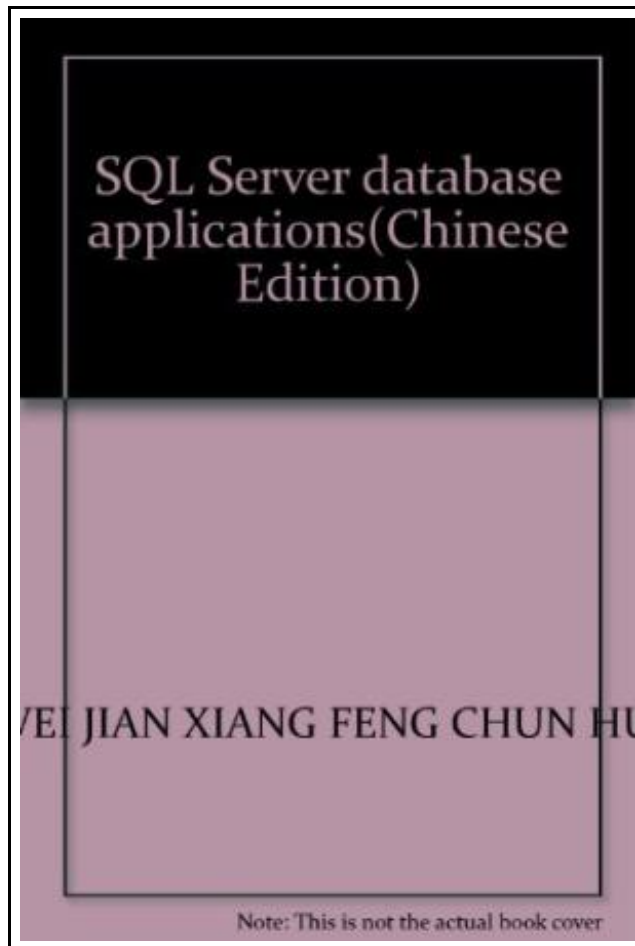 SQL Server database
applications(Chinese
Edition)
JIAN XIANG FENG CHUN
Note: This is not the actual book cover